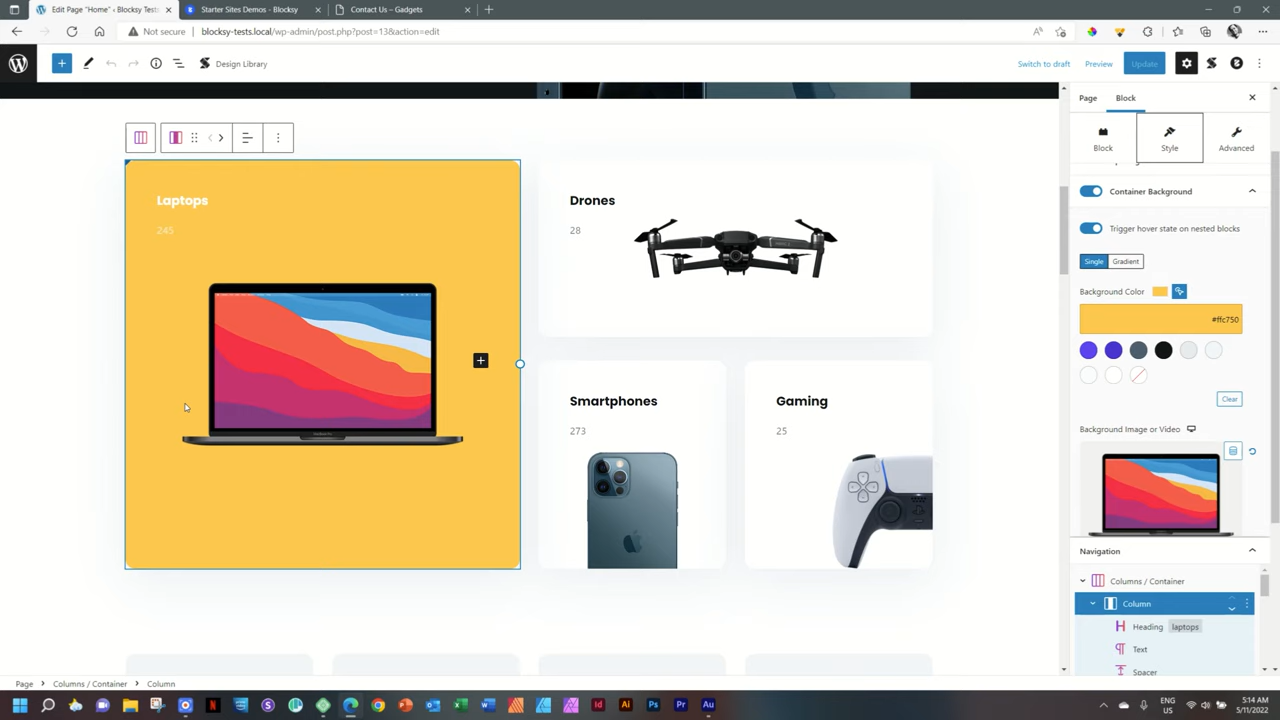 Edit Page "Home" ‹ Blocksy Tests
Starter Sites Demos - Blocksy
Contact Us – Gadgets
Not secure
blocksy-tests.local/wp-admin/post.php?post=13&action=edit
Design Library
Switch to draft
Preview
Update
Page
Block
Block
Style
Advanced
Container Background
Trigger hover state on nested blocks
Single
Gradient
Background Color
#ffc750
Clear
Background Image or Video
Navigation
Columns / Container
Column
Heading
laptops
Text
Spacer
Laptops
245
Drones
28
Smartphones
273
Gaming
25
Page
Columns / Container
Column
ENG
US
5:14 AM
5/11/2022